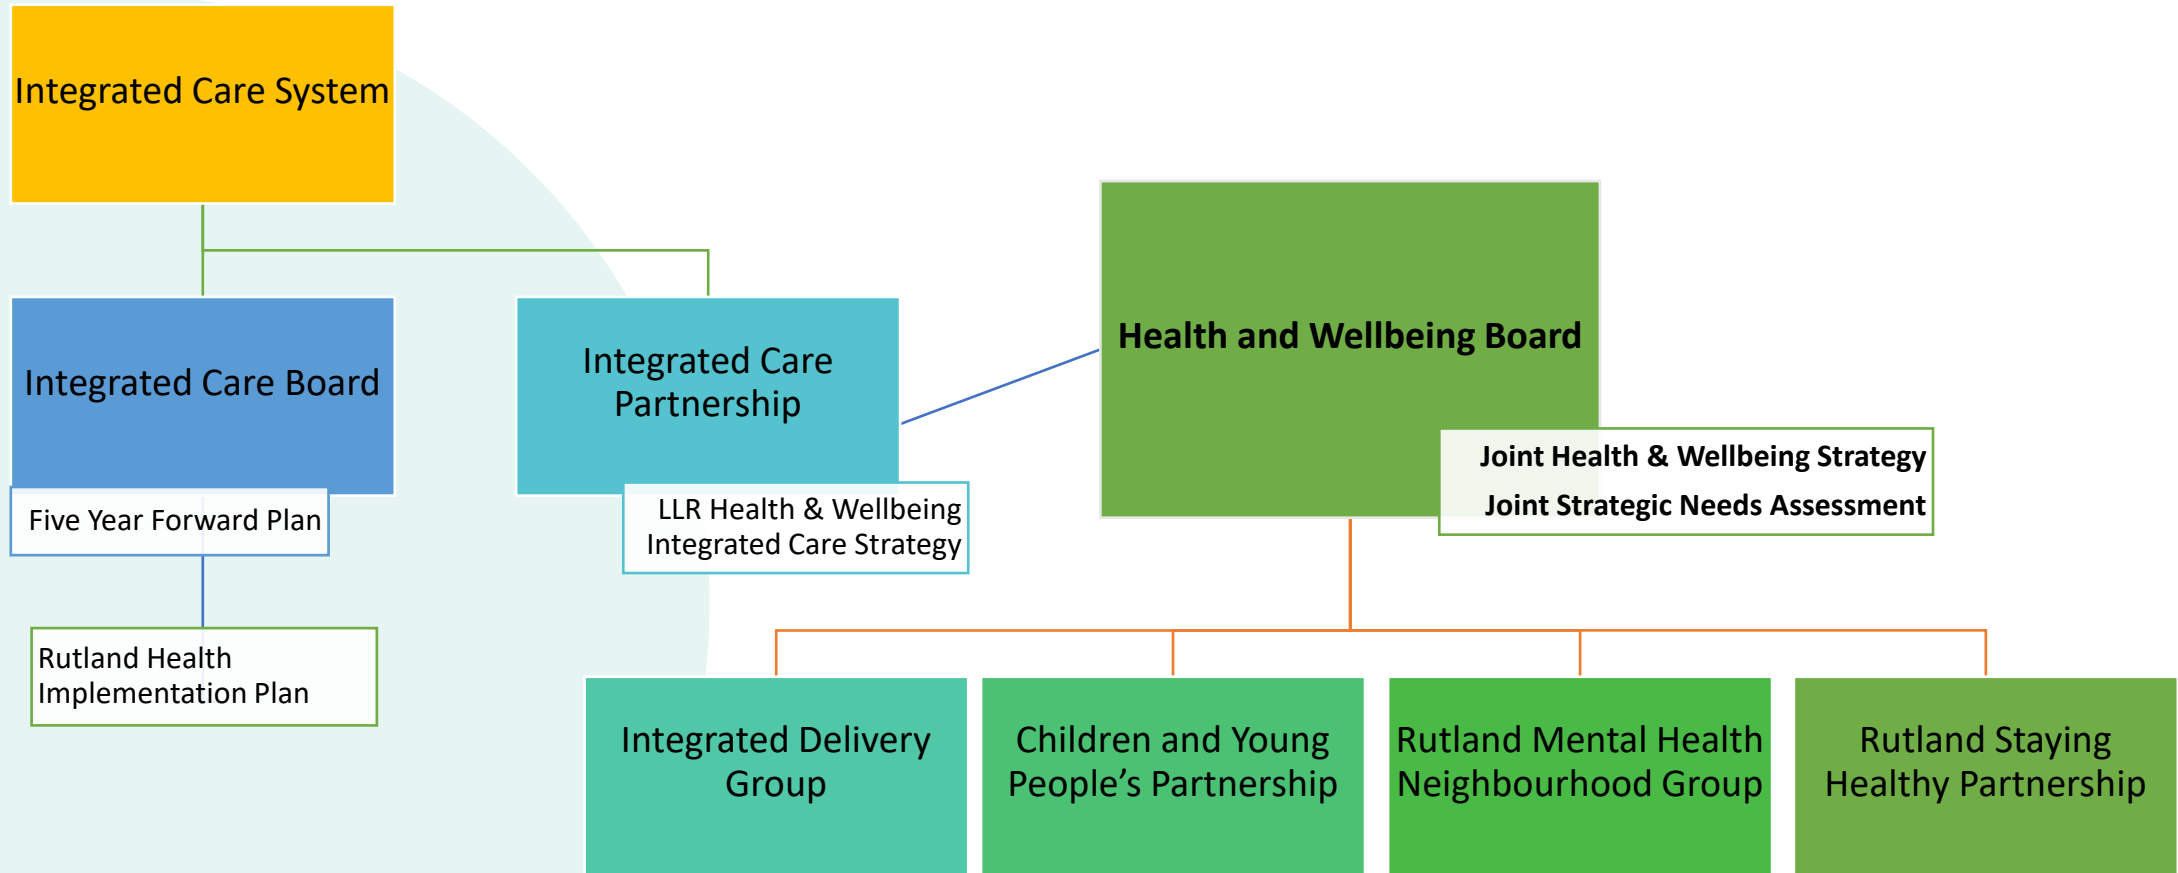 Integrated Care System
Integrated Care Board
Five Year Forward Plan
Rutland Health
Implementation Plan
Integrated Care
Partnership
LLR Health & Wellbeing
Integrated Care Strategy
Health and Wellbeing Board
Joint Health & Wellbeing Strategy
Joint Strategic Needs Assessment
Integrated Delivery
Group
Children and Young
People’s Partnership
Rutland Mental Health
Neighbourhood Group
Rutland Staying
Healthy Partnership